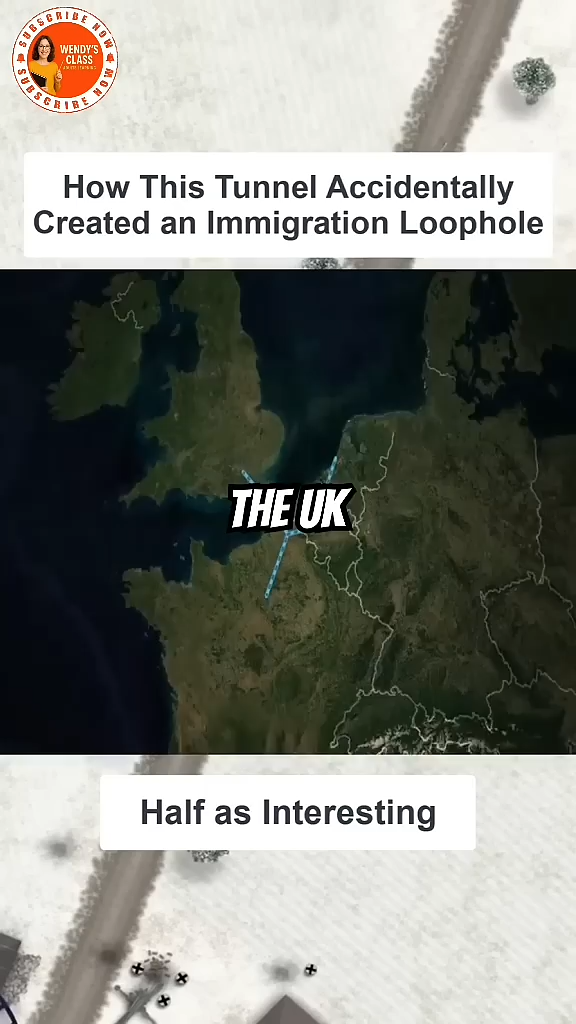 SUBSCRIBE NOW
WENDY'S
CLASS
SUBSCRIBE NOW
How This Tunnel Accidentally
Created an Immigration Loophole
THE UK
Half as Interesting